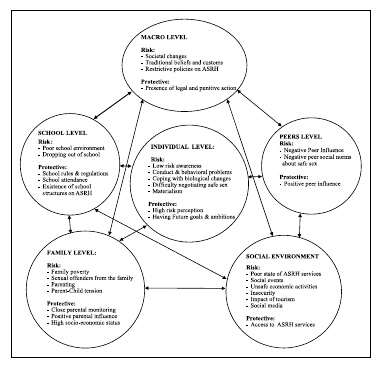 MACRO LEVEL
Risk:
- Societal changes
- Traditional beliefs and customs
- Restrictive policies on ASRH
Protective:
- Presence of legal and punitive action
SCHOOL LEVEL
Risk:
- Poor school environment
- Dropping out of school
Protective:
- School rules & regulations
- School attendance
- Existence of school
structures on ASRH
INDIVIDUAL LEVEL:
Risk:
- Low risk awareness
- Conduct & behavioral problems
- Coping with biological changes
- Difficulty negotiating safe sex
- Materialism
Protective:
- High risk perception
- Having Future goals & ambitions
PEERS LEVEL
Risk:
- Negative Peer Influence
- Negative peer social norms
about safe sex
Protective:
- Positive peer influence
FAMILY LEVEL:
Risk:
- Family poverty
- Sexual offenders from the family
- Parenting
- Parent-Child tension
Protective:
- Close parental monitoring
- Positive parental influence
- High socio-economic status
SOCIAL ENVIRONMENT
Risk:
- Poor state of ASRH services
- Social events
- Unsafe economic activities
- Insecurity
- Impact of tourism
- Social media
Protective:
- Access to ASRH services